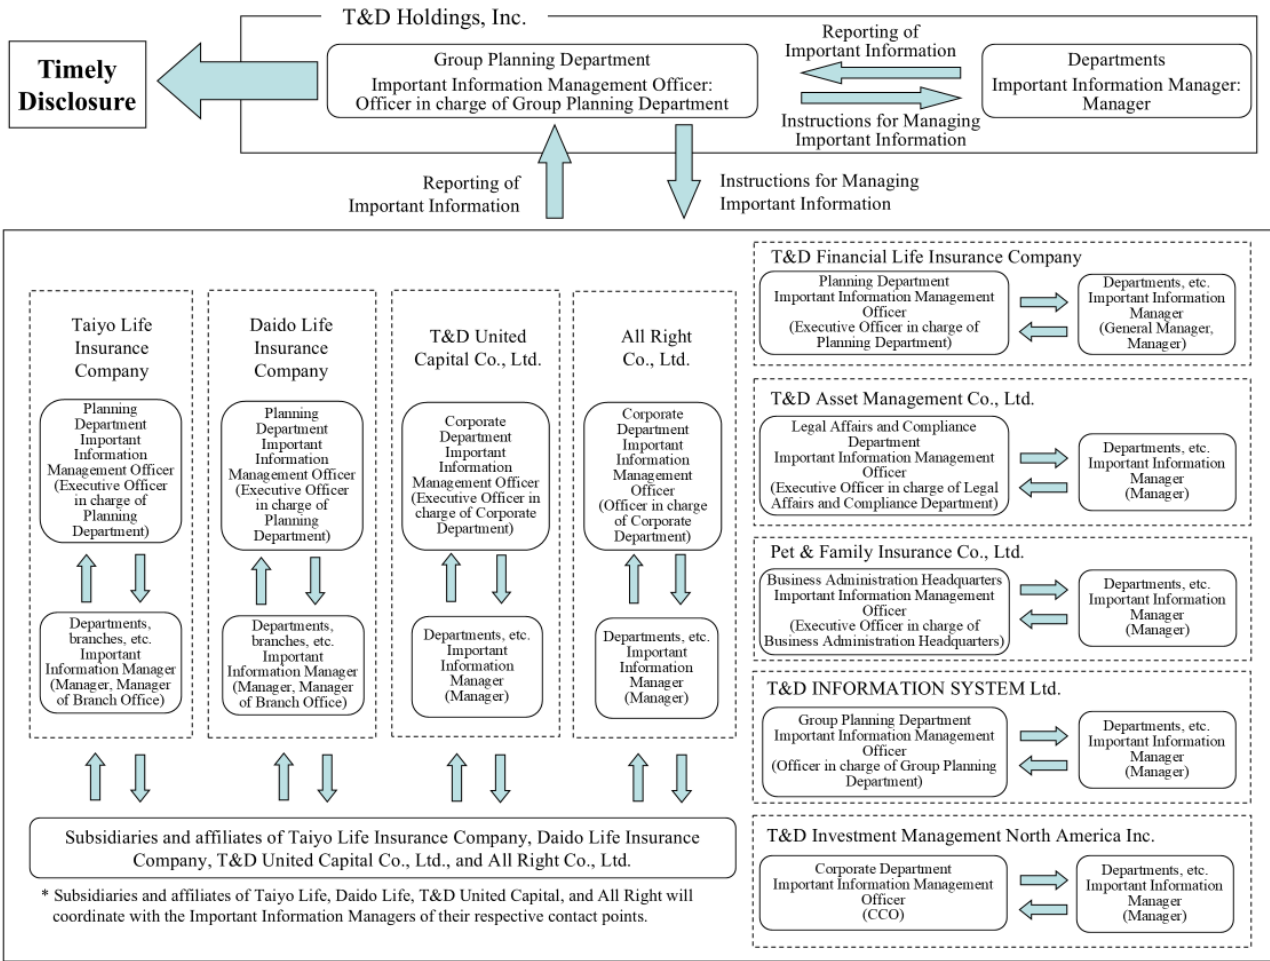 T&D Holdings, Inc.
Timely
Disclosure
Group Planning Department
Important Information Management Officer:
Officer in charge of Group Planning Department
Reporting of
Important Information
Instructions for Managing
Important Information
Departments
Important Information Manager:
Manager
Reporting of
Important Information
Instructions for Managing
Important Information
Taiyo Life
Insurance
Company
Planning
Department
Important
Information
Management Officer
(Executive Officer
in charge of
Planning
Department)
Departments,
branches, etc.
Important
Information Manager
(Manager, Manager
of Branch Office)
Daido Life
Insurance
Company
Planning
Department
Important
Information
Management Officer
(Executive Officer
in charge of
Planning
Department)
Departments,
branches, etc.
Important
Information Manager
(Manager, Manager
of Branch Office)
T&D United
Capital Co., Ltd.
Corporate
Department
Important
Information
Management Officer
(Executive Officer in
charge of Corporate
Department)
Departments, etc.
Important
Information
Manager
(Manager)
All Right
Co., Ltd.
Corporate
Department
Important
Information
Management
Officer
(Officer in charge
of Corporate
Department)
Departments, etc.
Important
Information
Manager
(Manager)
Subsidiaries and affiliates of Taiyo Life Insurance Company, Daido Life Insurance
Company, T&D United Capital Co., Ltd., and All Right Co., Ltd.
* Subsidiaries and affiliates of Taiyo Life, Daido Life, T&D United Capital, and All Right will
coordinate with the Important Information Managers of their respective contact points.
T&D Financial Life Insurance Company
Planning Department
Important Information Management
Officer
(Executive Officer in charge of
Planning Department)
Departments, etc.
Important Information
Manager
(General Manager,
Manager)
T&D Asset Management Co., Ltd.
Legal Affairs and Compliance
Department
Important Information Management
Officer
(Executive Officer in charge of Legal
Affairs and Compliance Department)
Departments, etc.
Important Information
Manager
(Manager)
Pet & Family Insurance Co., Ltd.
Business Administration Headquarters
Important Information Management
Officer
(Executive Officer in charge of
Business Administration Headquarters)
Departments, etc.
Important Information
Manager
(Manager)
T&D INFORMATION SYSTEM Ltd.
Group Planning Department
Important Information Management
Officer
(Officer in charge of Group Planning
Department)
Departments, etc.
Important Information
Manager
(Manager)
T&D Investment Management North America Inc.
Corporate Department
Important Information Management
Officer
(CCO)
Departments, etc.
Important Information
Manager
(Manager)